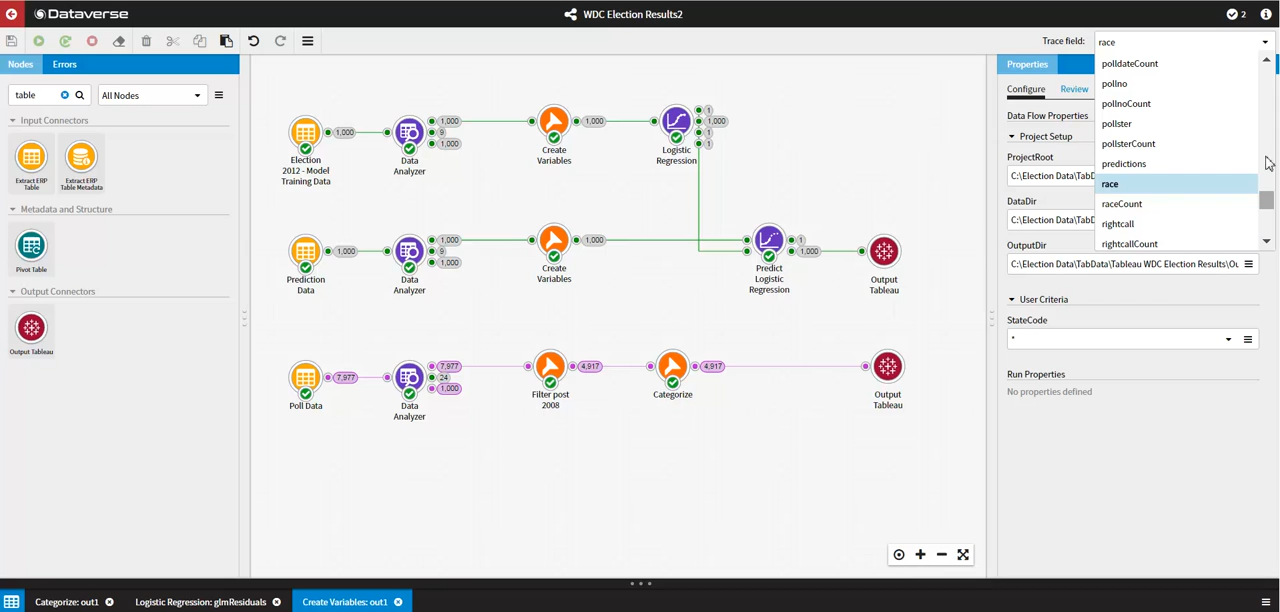 Dataverse
WDC Election Results2
2
Trace field:
race
Nodes
Errors
table
All Nodes
Input Connectors
Extract ERP
Table
Extract ERP
Table Metadata
Metadata and Structure
Pivot Table
Output Connectors
Output Tableau
Election
2012 - Model
Training Data
1,000
Data
Analyzer
1,000
9
1,000
Create
Variables
1,000
Logistic
Regression
1
1,000
1
1
Prediction
Data
1,000
Data
Analyzer
1,000
9
1,000
Create
Variables
1,000
Predict
Logistic
Regression
1
1,000
Output
Tableau
Poll Data
7,977
Data
Analyzer
7,977
24
1,000
Filter post
2008
4,917
Categorize
4,917
Output
Tableau
Properties
Configure
Review
Data Flow Properties
Project Setup
ProjectRoot
C:\Election Data\TabD
DataDir
C:\Election Data\TabD
OutputDir
C:\Election Data\TabData\Tableau WDC Election Results\Ou
User Criteria
StateCode
*
Run Properties
No properties defined
polldateCount
pollno
pollnoCount
pollster
pollsterCount
predictions
race
raceCount
rightcall
rightcallCount
Categorize: out1
Logistic Regression: glmResiduals
Create Variables: out1